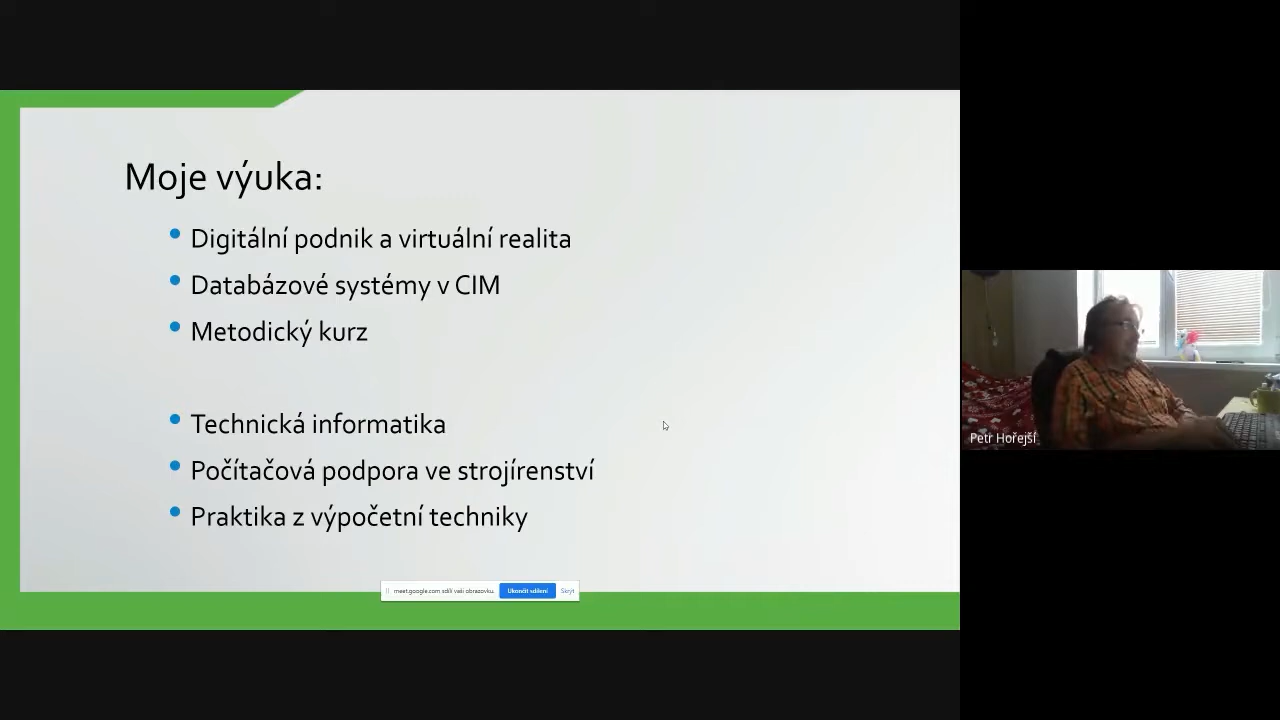 Moje výuka:
Digitální podnik a virtuální realita
Databázové systémy v CIM
Metodický kurz
Technická informatika
Počítačová podpora ve strojírenství
Praktika z výpočetní techniky
meet.google.com sdílí vaši obrazovku.
Ukončit sdílení
Skrýt
Petr Hořejší